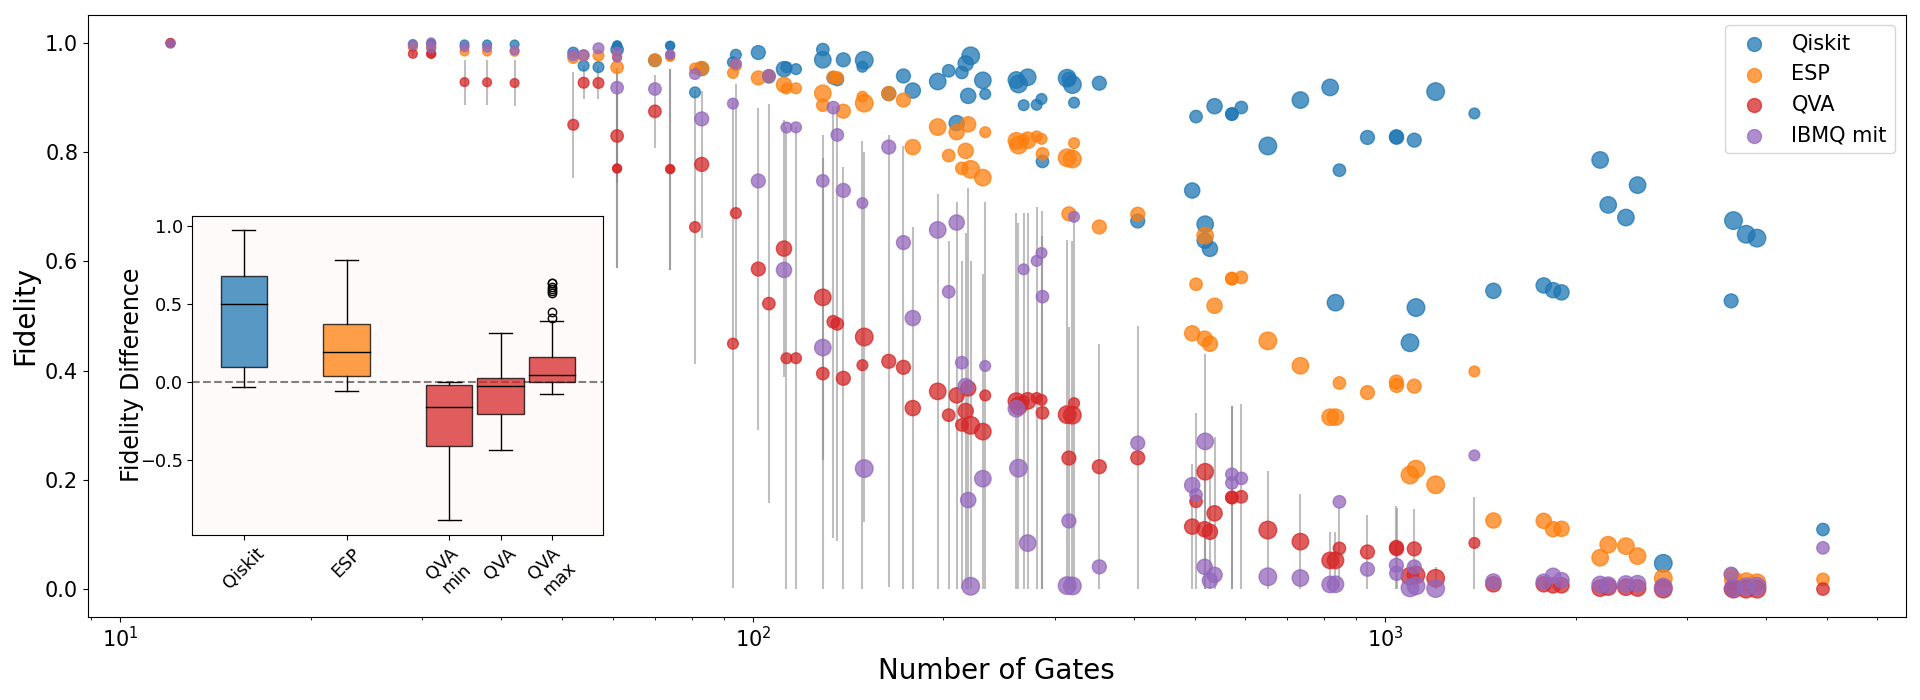 Fidelity
1.0
0.8
0.6
0.4
0.2
0.0
Qiskit
ESP
QVA
IBMQ mit
Fidelity Difference
1.0
0.5
0.0
−0.5
Qiskit
ESP
QVA
min
QVA
QVA
max
10¹
10²
10³
Number of Gates